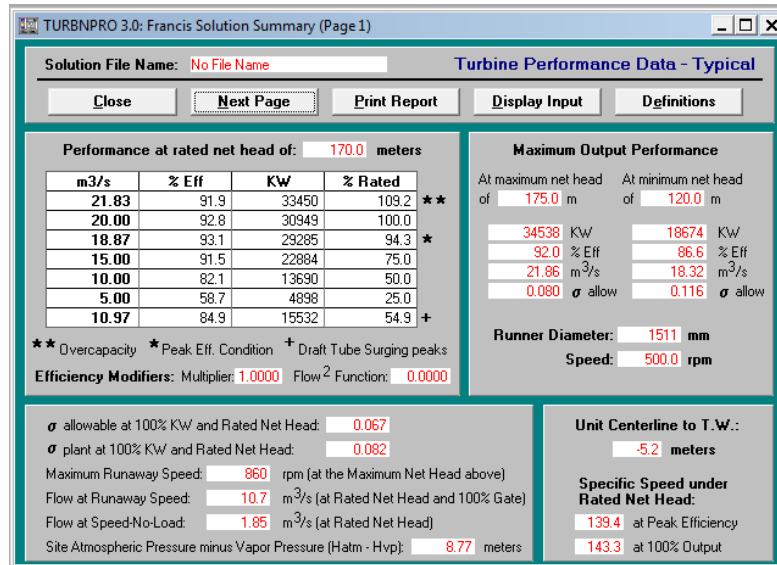 TURBNPRO 3.0: Francis Solution Summary (Page 1)
Solution File Name: No File Name Turbine Performance Data - Typical
Close Next Page Print Report Display Input Definitions
Performance at rated net head of: 170.0 meters
m3/s % Eff KW % Rated
21.83 91.9 33450 109.2 **
20.00 92.8 30949 100.0
18.87 93.1 29285 94.3 *
15.00 91.5 22884 75.0
10.00 82.1 13690 50.0
5.00 58.7 4898 25.0
10.97 84.9 15532 54.9 +
** Overcapacity * Peak Eff. Condition + Draft Tube Surging peaks
Efficiency Modifiers: Multiplier: 1.0000 Flow² Function: 0.0000
Maximum Output Performance
At maximum net head At minimum net head
of 175.0 m of 120.0 m
34538 KW 18674 KW
92.0 % Eff 86.6 % Eff
21.86 m³/s 18.32 m³/s
0.080 σ allow 0.116 σ allow
Runner Diameter: 1511 mm
Speed: 500.0 rpm
σ allowable at 100% KW and Rated Net Head: 0.067
σ plant at 100% KW and Rated Net Head: 0.082
Maximum Runaway Speed: 860 rpm (at the Maximum Net Head above)
Flow at Runaway Speed: 10.7 m³/s (at Rated Net Head and 100% Gate)
Flow at Speed-No-Load: 1.85 m³/s (at Rated Net Head)
Site Atmospheric Pressure minus Vapor Pressure (Hatm - Hvp): 8.77 meters
Unit Centerline to T.W.:
-5.2 meters
Specific Speed under
Rated Net Head:
139.4 at Peak Efficiency
143.3 at 100% Output